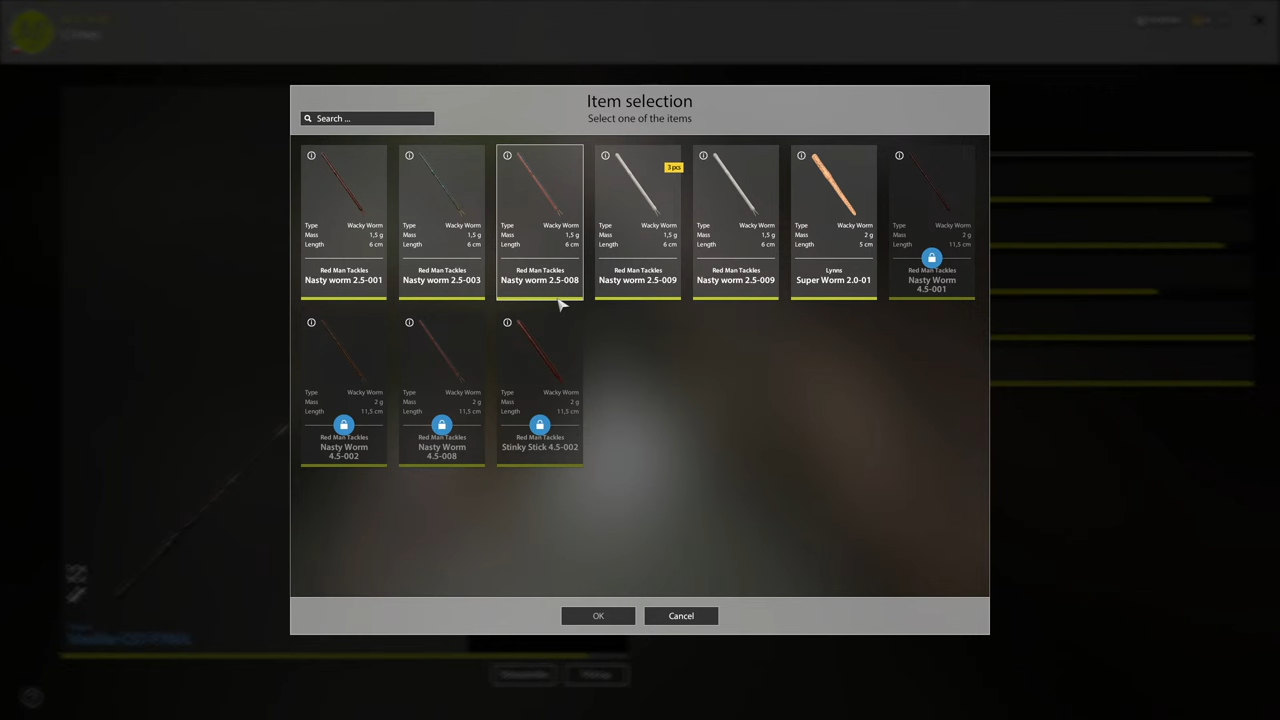 Item selection
Search ...
Select one of the items
3 pcs
Type Wacky Worm
Mass 1,5 g
Length 6 cm
Red Man Tackles
Nasty worm 2.5-001
Type Wacky Worm
Mass 1,5 g
Length 6 cm
Red Man Tackles
Nasty worm 2.5-003
Type Wacky Worm
Mass 1,5 g
Length 6 cm
Red Man Tackles
Nasty worm 2.5-008
Type Wacky Worm
Mass 1,5 g
Length 6 cm
Red Man Tackles
Nasty worm 2.5-009
Type Wacky Worm
Mass 1,5 g
Length 6 cm
Red Man Tackles
Nasty worm 2.5-009
Type Wacky Worm
Mass 2 g
Length 5 cm
Lynns
Super Worm 2.0-01
Type Wacky Worm
Mass 2 g
Length 11,5 cm
Red Man Tackles
Nasty Worm
4.5-001
Type Wacky Worm
Mass 2 g
Length 11,5 cm
Red Man Tackles
Nasty Worm
4.5-002
Type Wacky Worm
Mass 2 g
Length 11,5 cm
Red Man Tackles
Nasty Worm
4.5-008
Type Wacky Worm
Mass 2 g
Length 11,5 cm
Red Man Tackles
Stinky Stick 4.5-002
OK
Cancel